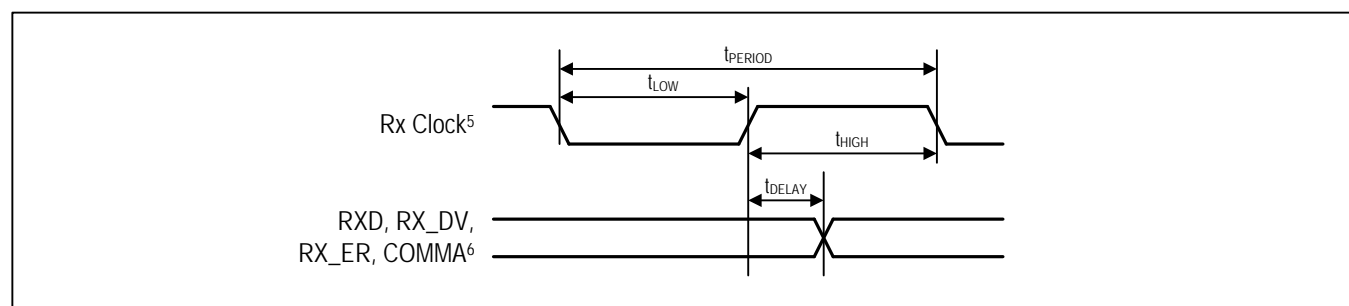 tPERIOD
tLOW
Rx Clock5
tHIGH
tDELAY
RXD, RX_DV,
RX_ER, COMMA6